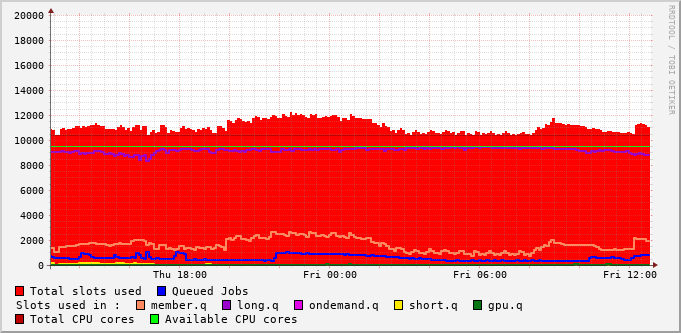 20000
18000
16000
14000
12000
10000
8000
6000
4000
2000
0
Thu 18:00 Fri 00:00 Fri 06:00 Fri 12:00
Total slots used Queued Jobs
Slots used in : member.q long.q ondemand.q short.q gpu.q
Total CPU cores Available CPU cores
RRDTOOL / TOBI OETIKER